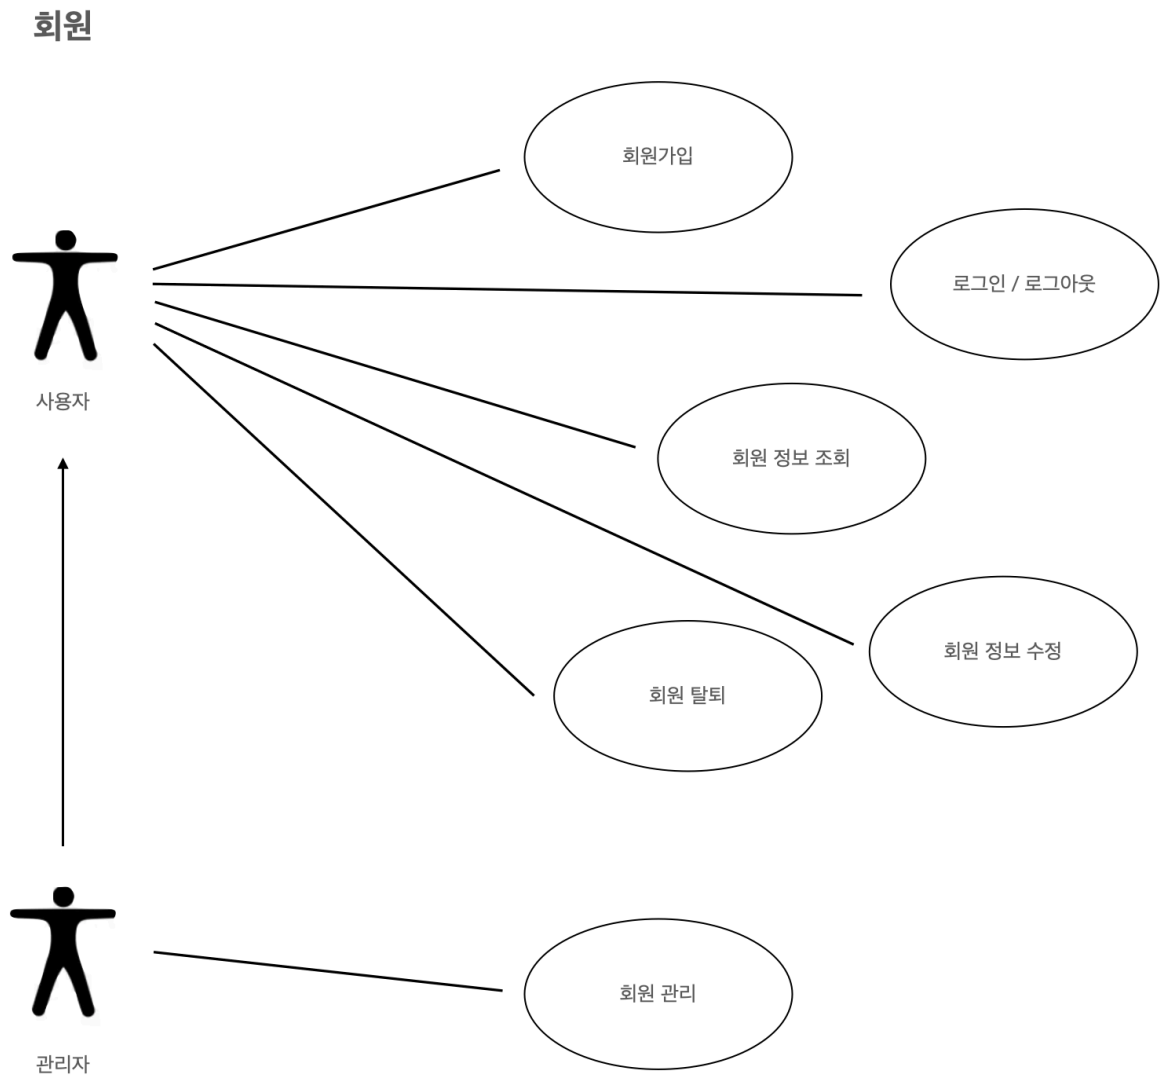 회원
회원가입
로그인 / 로그아웃
사용자
회원 정보 조회
회원 정보 수정
회원 탈퇴
회원 관리
관리자